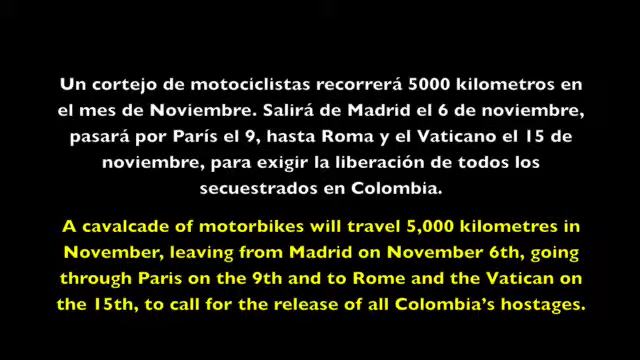 Un cortejo de motociclistas recorrerá 5000 kilometros en
el mes de Noviembre. Salirá de Madrid el 6 de noviembre,
pasará por París el 9, hasta Roma y el Vaticano el 15 de
noviembre, para exigir la liberación de todos los
secuestrados en Colombia.
A cavalcade of motorbikes will travel 5,000 kilometres in
November, leaving from Madrid on November 6th, going
through Paris on the 9th and to Rome and the Vatican on
the 15th, to call for the release of all Colombia's hostages.